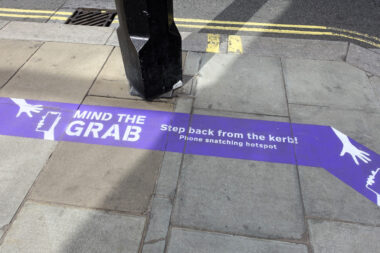 MIND THE
GRAB
Step back from the kerb!
Phone snatching hotspot